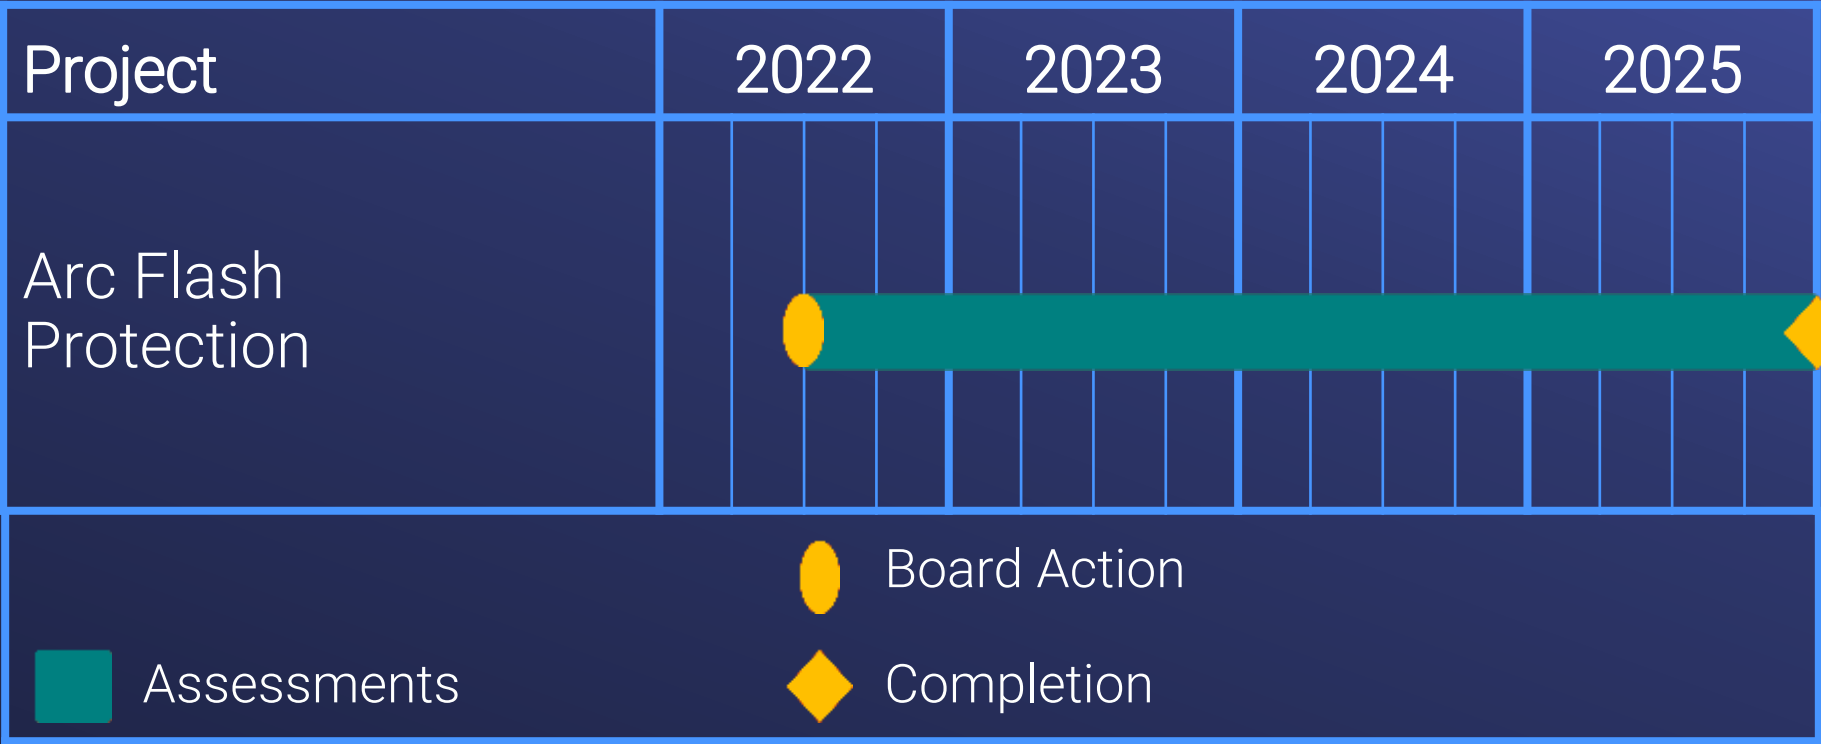 Project 2022 2023 2024 2025
Arc Flash
Protection
Board Action
Assessments Completion